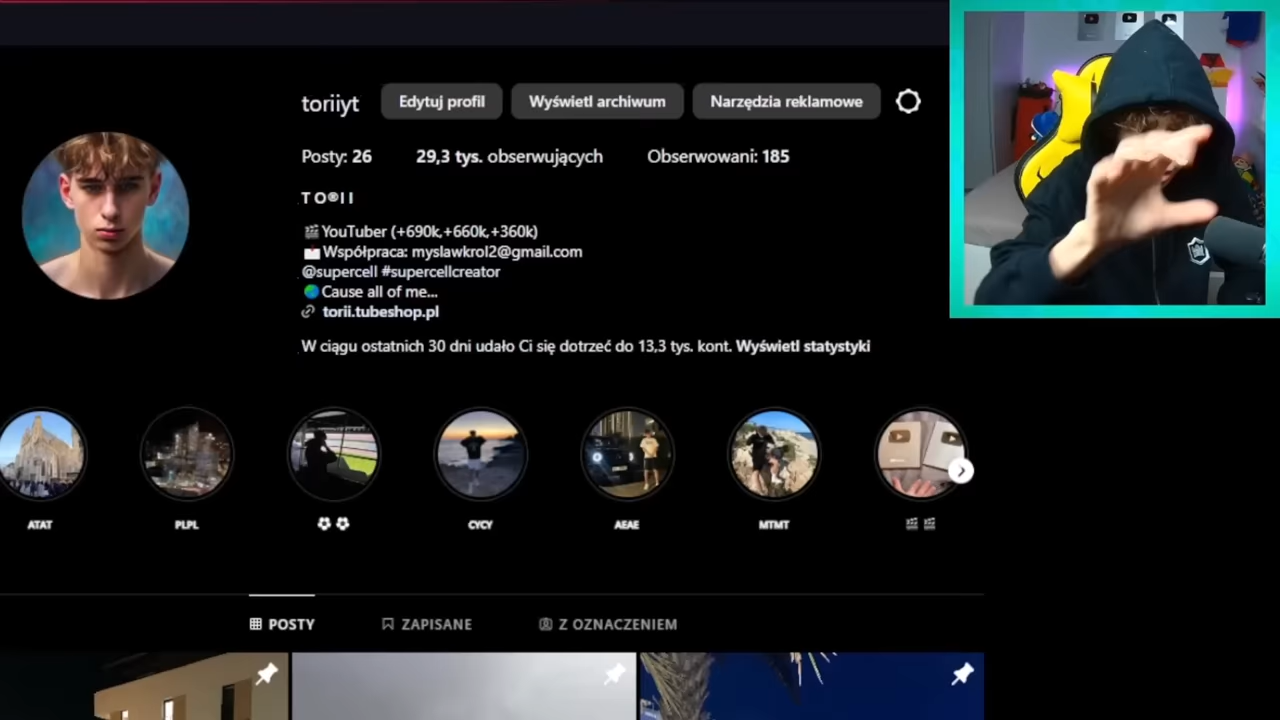 toriiyt
Edytuj profil
Wyświetl archiwum
Narzędzia reklamowe
Posty: 26
29,3 tys. obserwujących
Obserwowani: 185
TO®II
🎬YouTuber (+690k,+660k,+360k)
📩Współpraca: myslawkrol2@gmail.com
@supercell #supercellcreator
🌍Cause all of me...
torii.tubeshop.pl
W ciągu ostatnich 30 dni udało Ci się dotrzeć do 13,3 tys. kont. Wyświetl statystyki
ATAT
PLPL
⚽⚽
CYCY
AEAE
MTMT
🎬🎬
POSTY
ZAPISANE
Z OZNACZENIEM